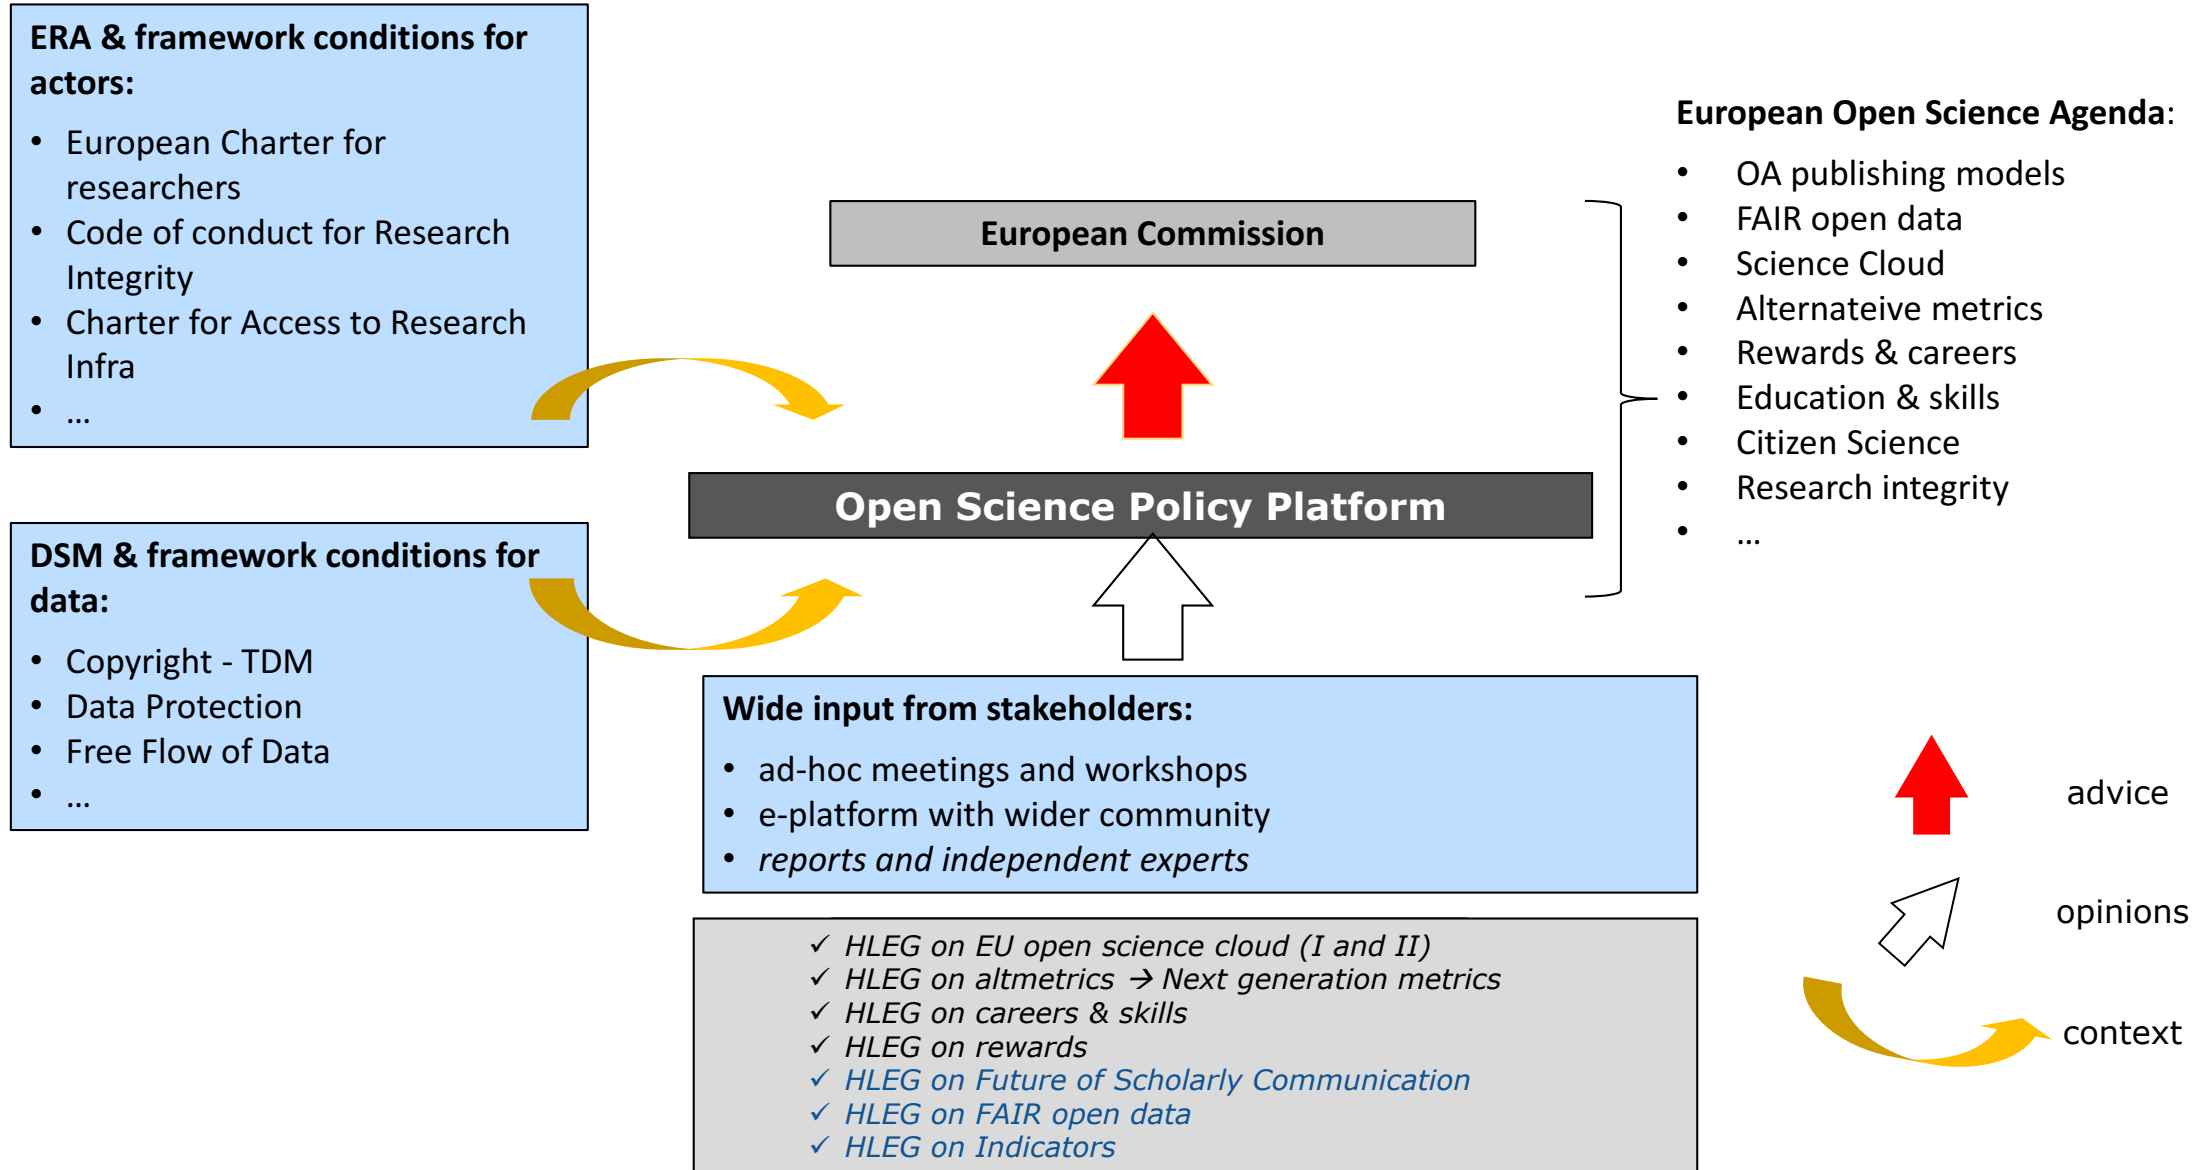 ERA & framework conditions for
actors:
• European Charter for
researchers
• Code of conduct for Research
Integrity
• Charter for Access to Research
Infra
• ...
DSM & framework conditions for
data:
• Copyright - TDM
• Data Protection
• Free Flow of Data
• ...
European Commission
Open Science Policy Platform
Wide input from stakeholders:
• ad-hoc meetings and workshops
• e-platform with wider community
• reports and independent experts
✓ HLEG on EU open science cloud (I and II)
✓ HLEG on altmetrics → Next generation metrics
✓ HLEG on careers & skills
✓ HLEG on rewards
✓ HLEG on Future of Scholarly Communication
✓ HLEG on FAIR open data
✓ HLEG on Indicators
European Open Science Agenda:
• OA publishing models
• FAIR open data
• Science Cloud
• Alternateive metrics
• Rewards & careers
• Education & skills
• Citizen Science
• Research integrity
• ...
advice
opinions
context